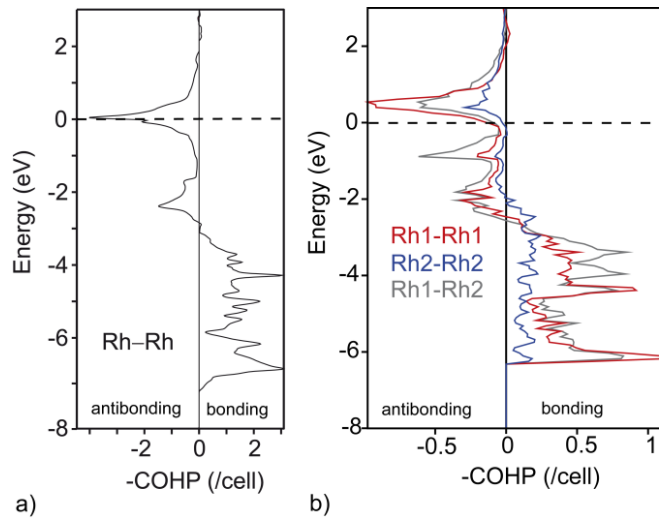 2
0
-2
-4
-6
-8
Energy (eV)
Rh–Rh
antibonding
bonding
-2
0
2
-COHP (/cell)
a)
2
0
-2
-4
-6
-8
Energy (eV)
Rh1-Rh1
Rh2-Rh2
Rh1-Rh2
antibonding
bonding
-0.5
0
0.5
1
-COHP (/cell)
b)